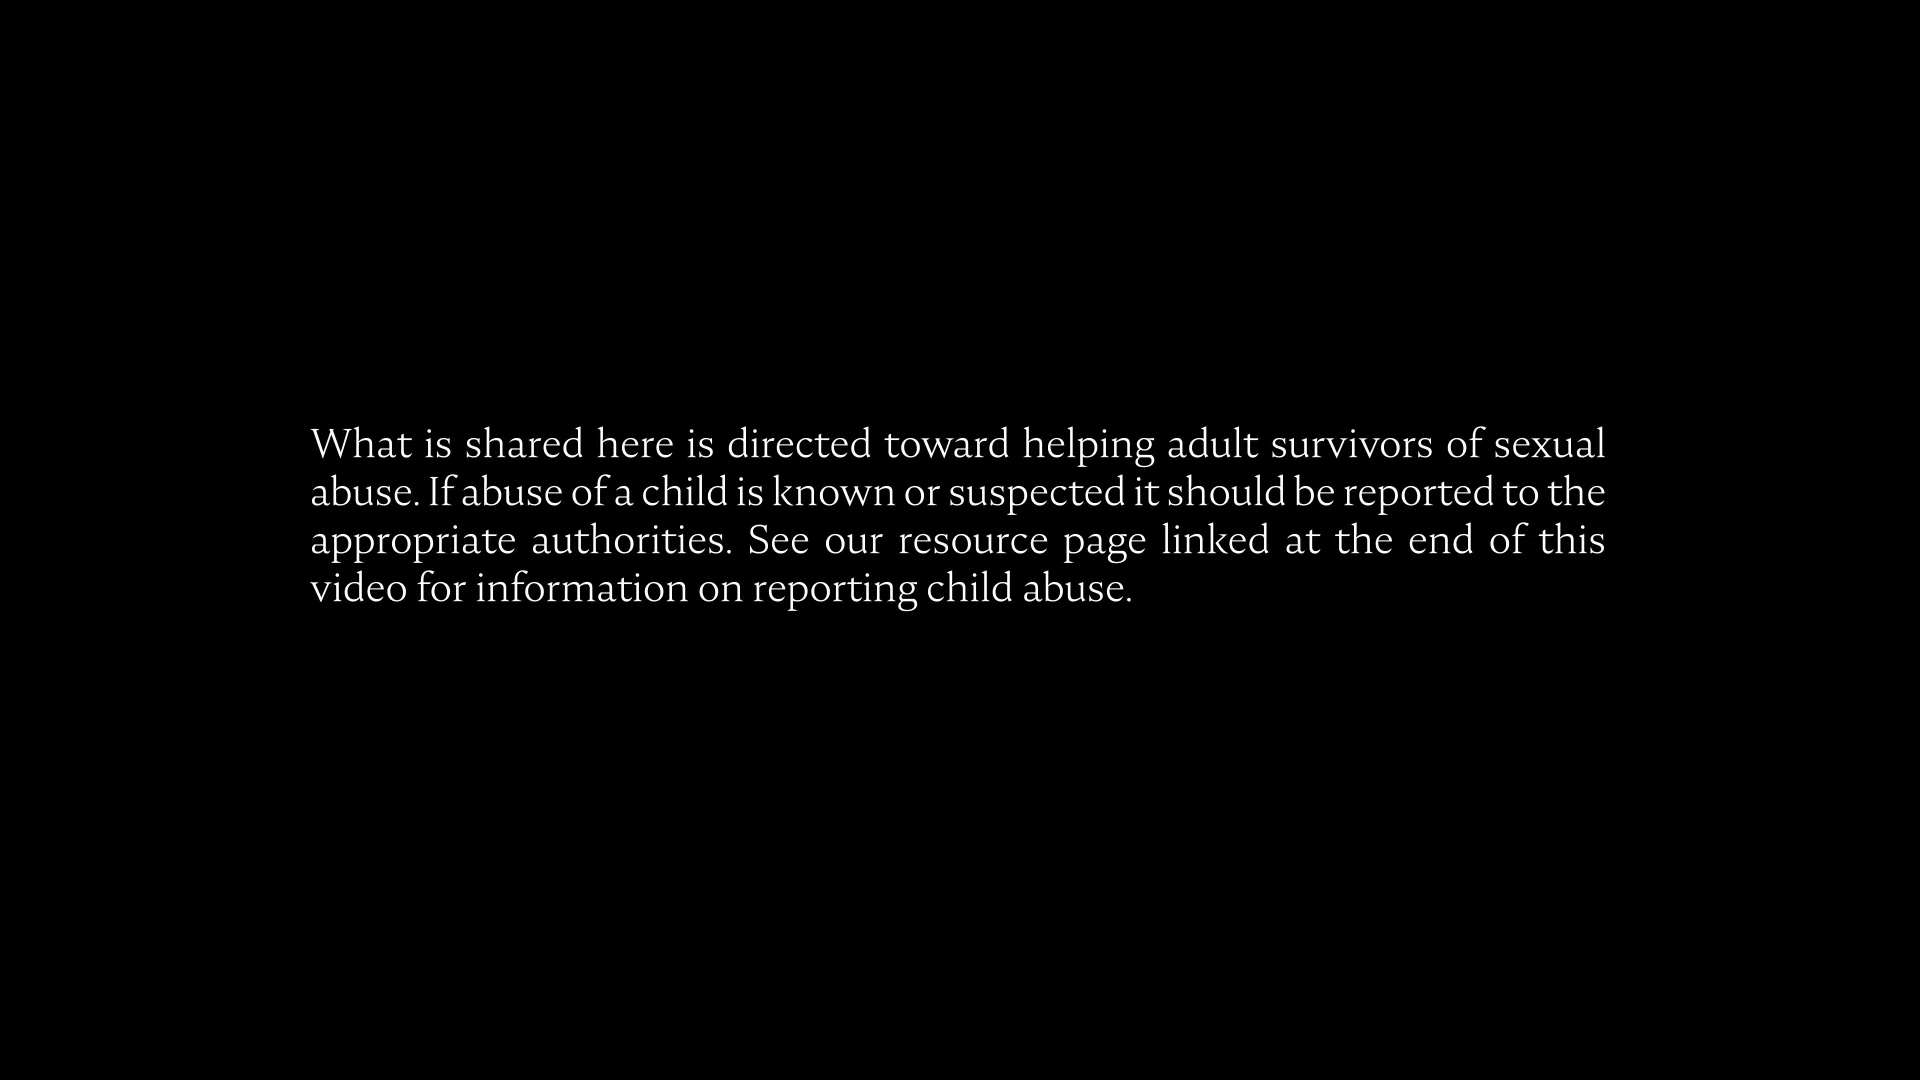 What is shared here is directed toward helping adult survivors of sexual
abuse. If abuse of a child is known or suspected it should be reported to the
appropriate authorities. See our resource page linked at the end of this
video for information on reporting child abuse.